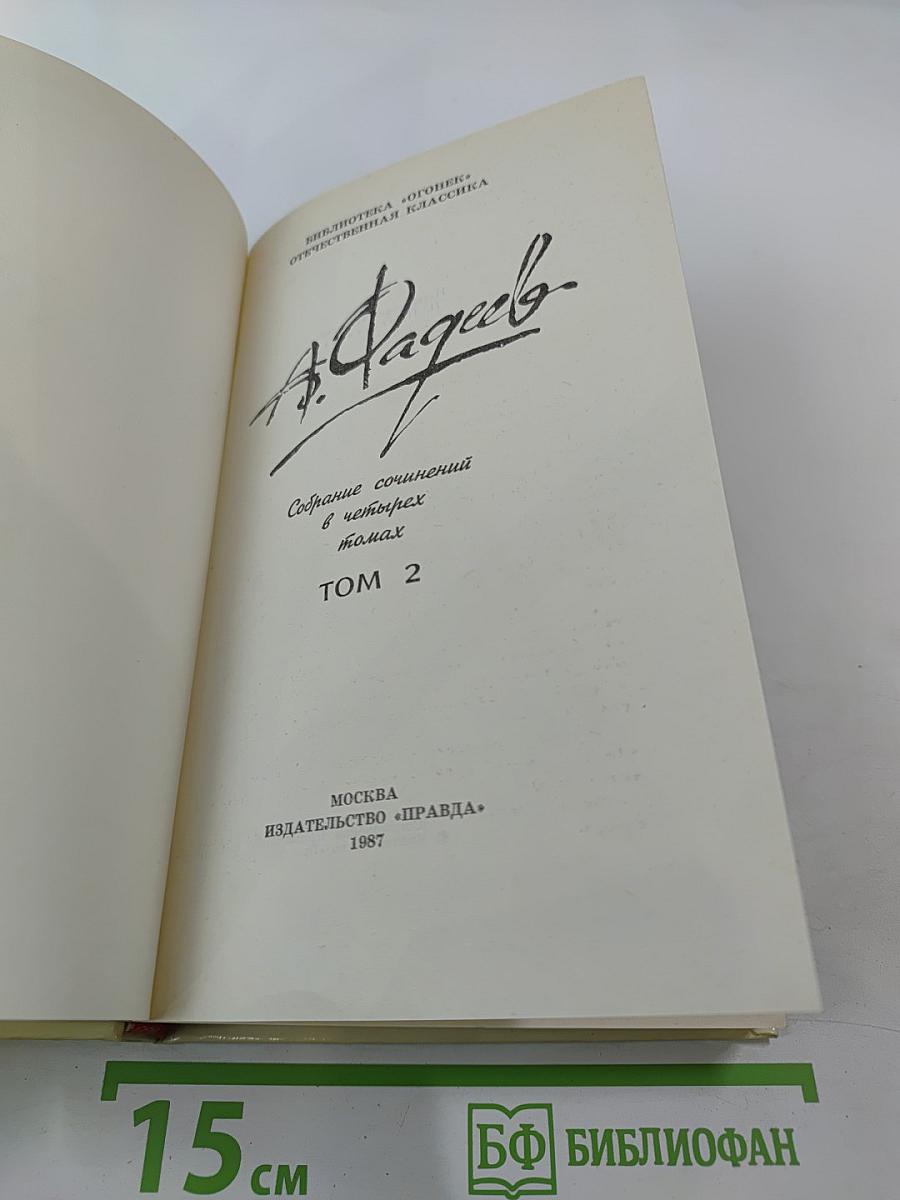 БИБЛИОТЕКА «ОГОНЕК»
ОТЕЧЕСТВЕННАЯ КЛАССИКА
А. Фадеев
Собрание сочинений
в четырех
томах
ТОМ 2
МОСКВА
ИЗДАТЕЛЬСТВО «ПРАВДА»
1987
15 см
БФ БИБЛИОФАН